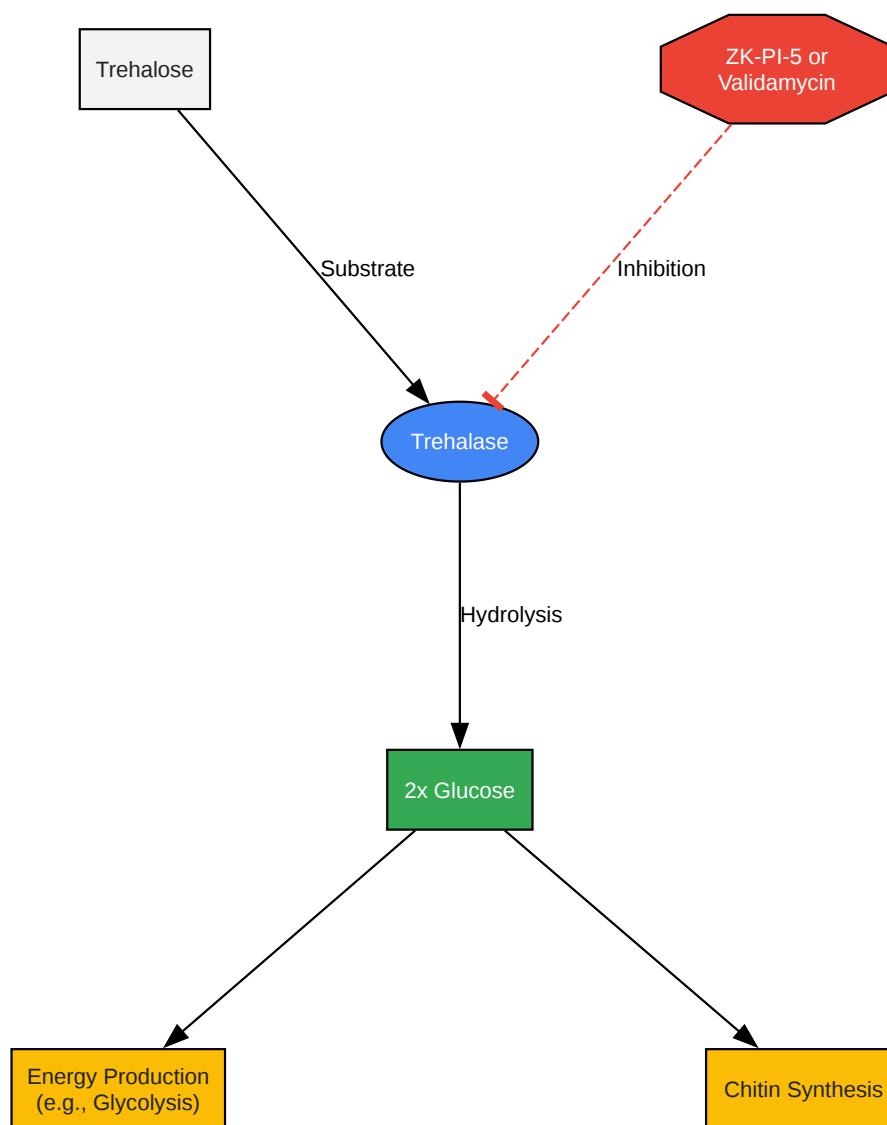 Trehalose
ZK-PI-5 or
Validamycin
Substrate
Inhibition
Trehalase
Hydrolysis
2x Glucose
Energy Production
(e.g., Glycolysis)
Chitin Synthesis